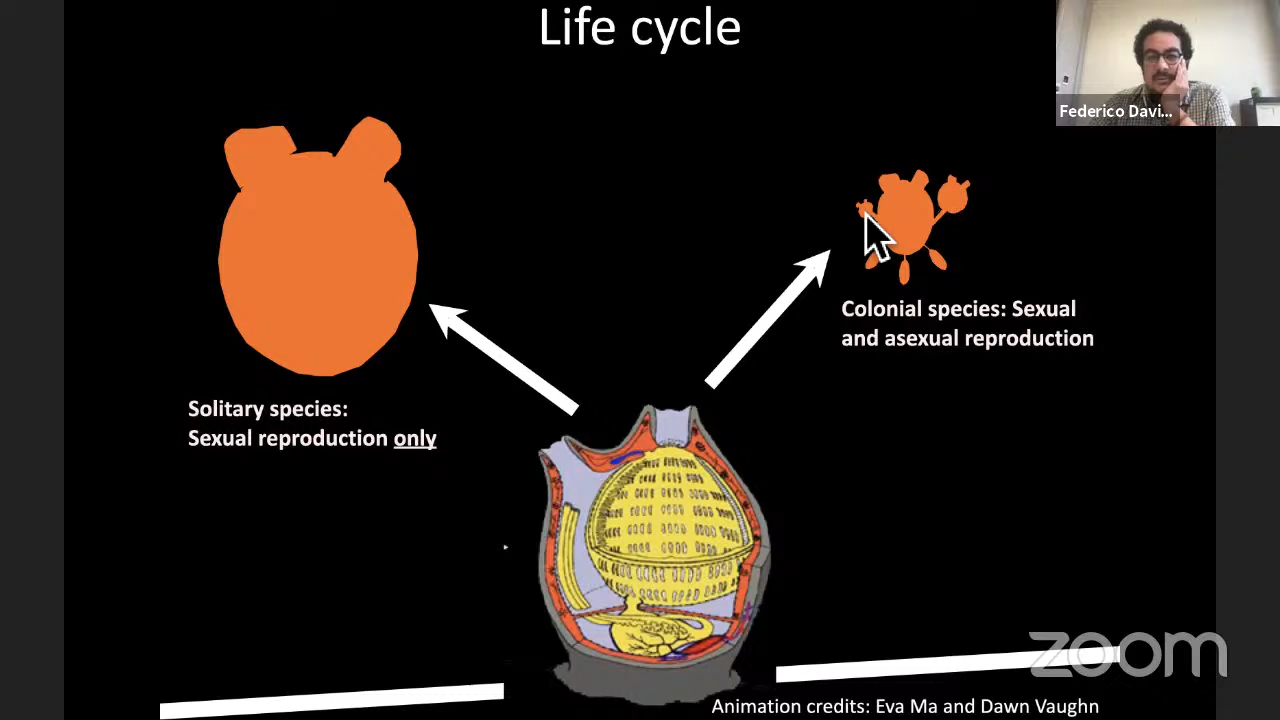 Life cycle
Federico Davi...
Colonial species: Sexual
and asexual reproduction
Solitary species:
Sexual reproduction only
zoom
Animation credits: Eva Ma and Dawn Vaughn